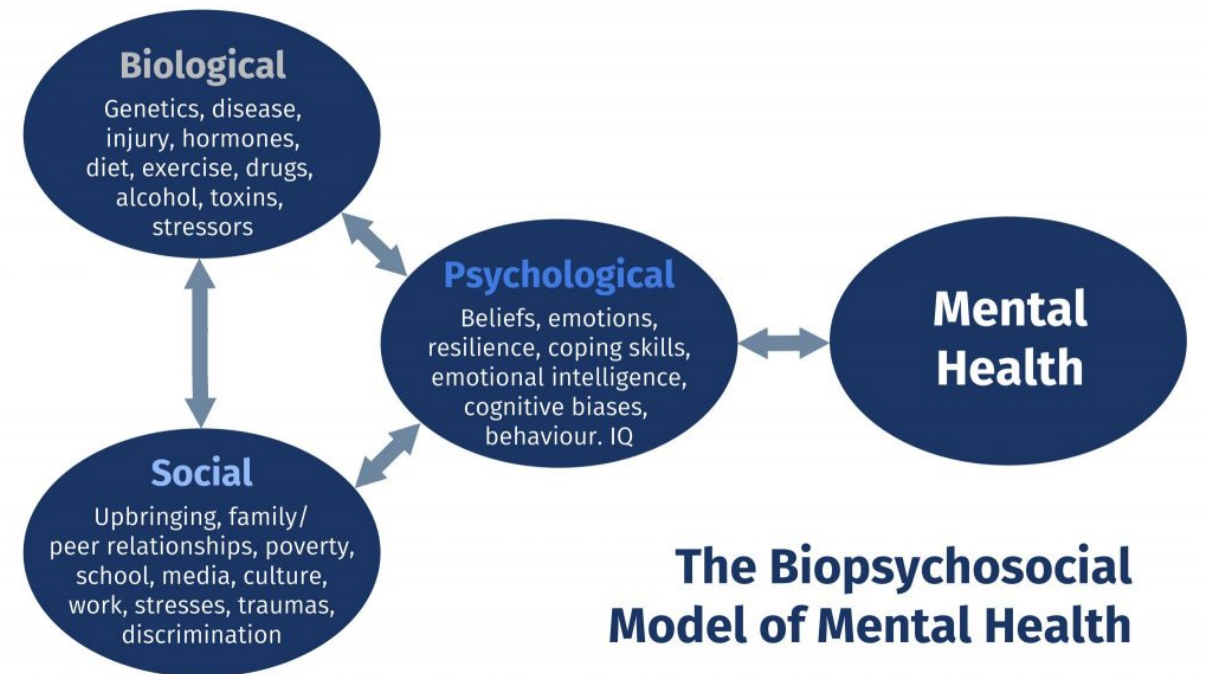 Biological
Genetics, disease,
injury, hormones,
diet, exercise, drugs,
alcohol, toxins,
stressors
Psychological
Beliefs, emotions,
resilience, coping skills,
emotional intelligence,
cognitive biases,
behaviour. IQ
Mental
Health
Social
Upbringing, family/
peer relationships, poverty,
school, media, culture,
work, stresses, traumas,
discrimination
The Biopsychosocial
Model of Mental Health